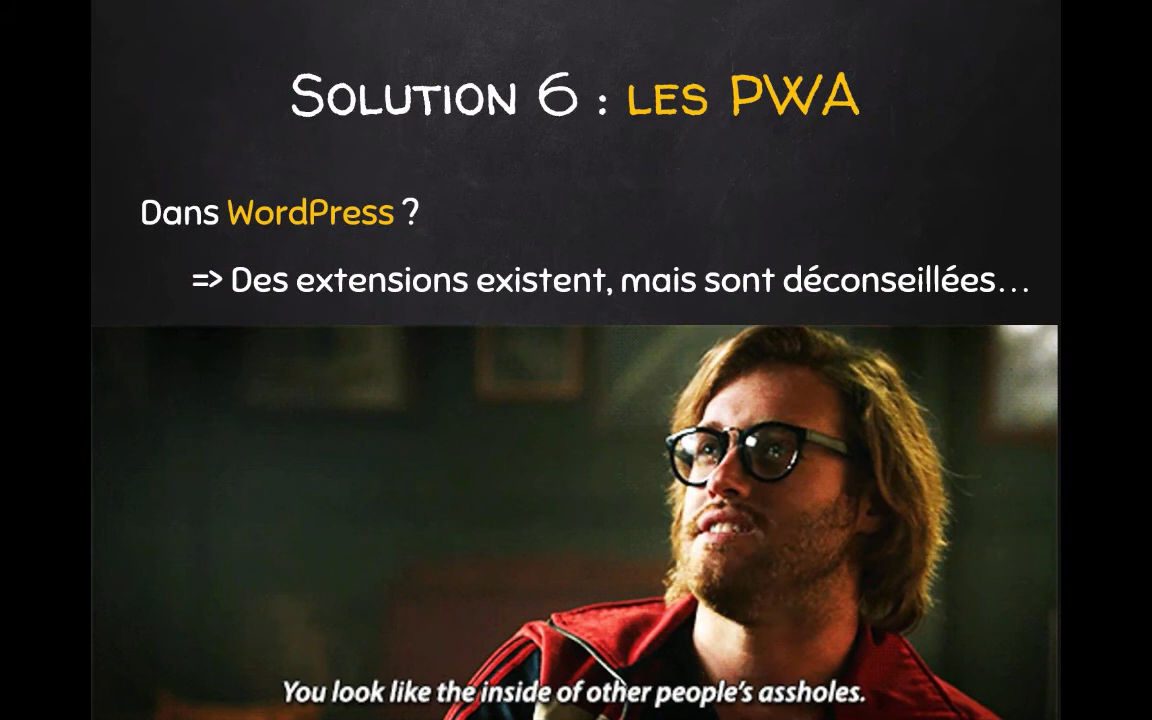 Solution 6 : les PWA
Dans WordPress ?
=> Des extensions existent, mais sont déconseillées...
You look like the inside of other people's assholes.